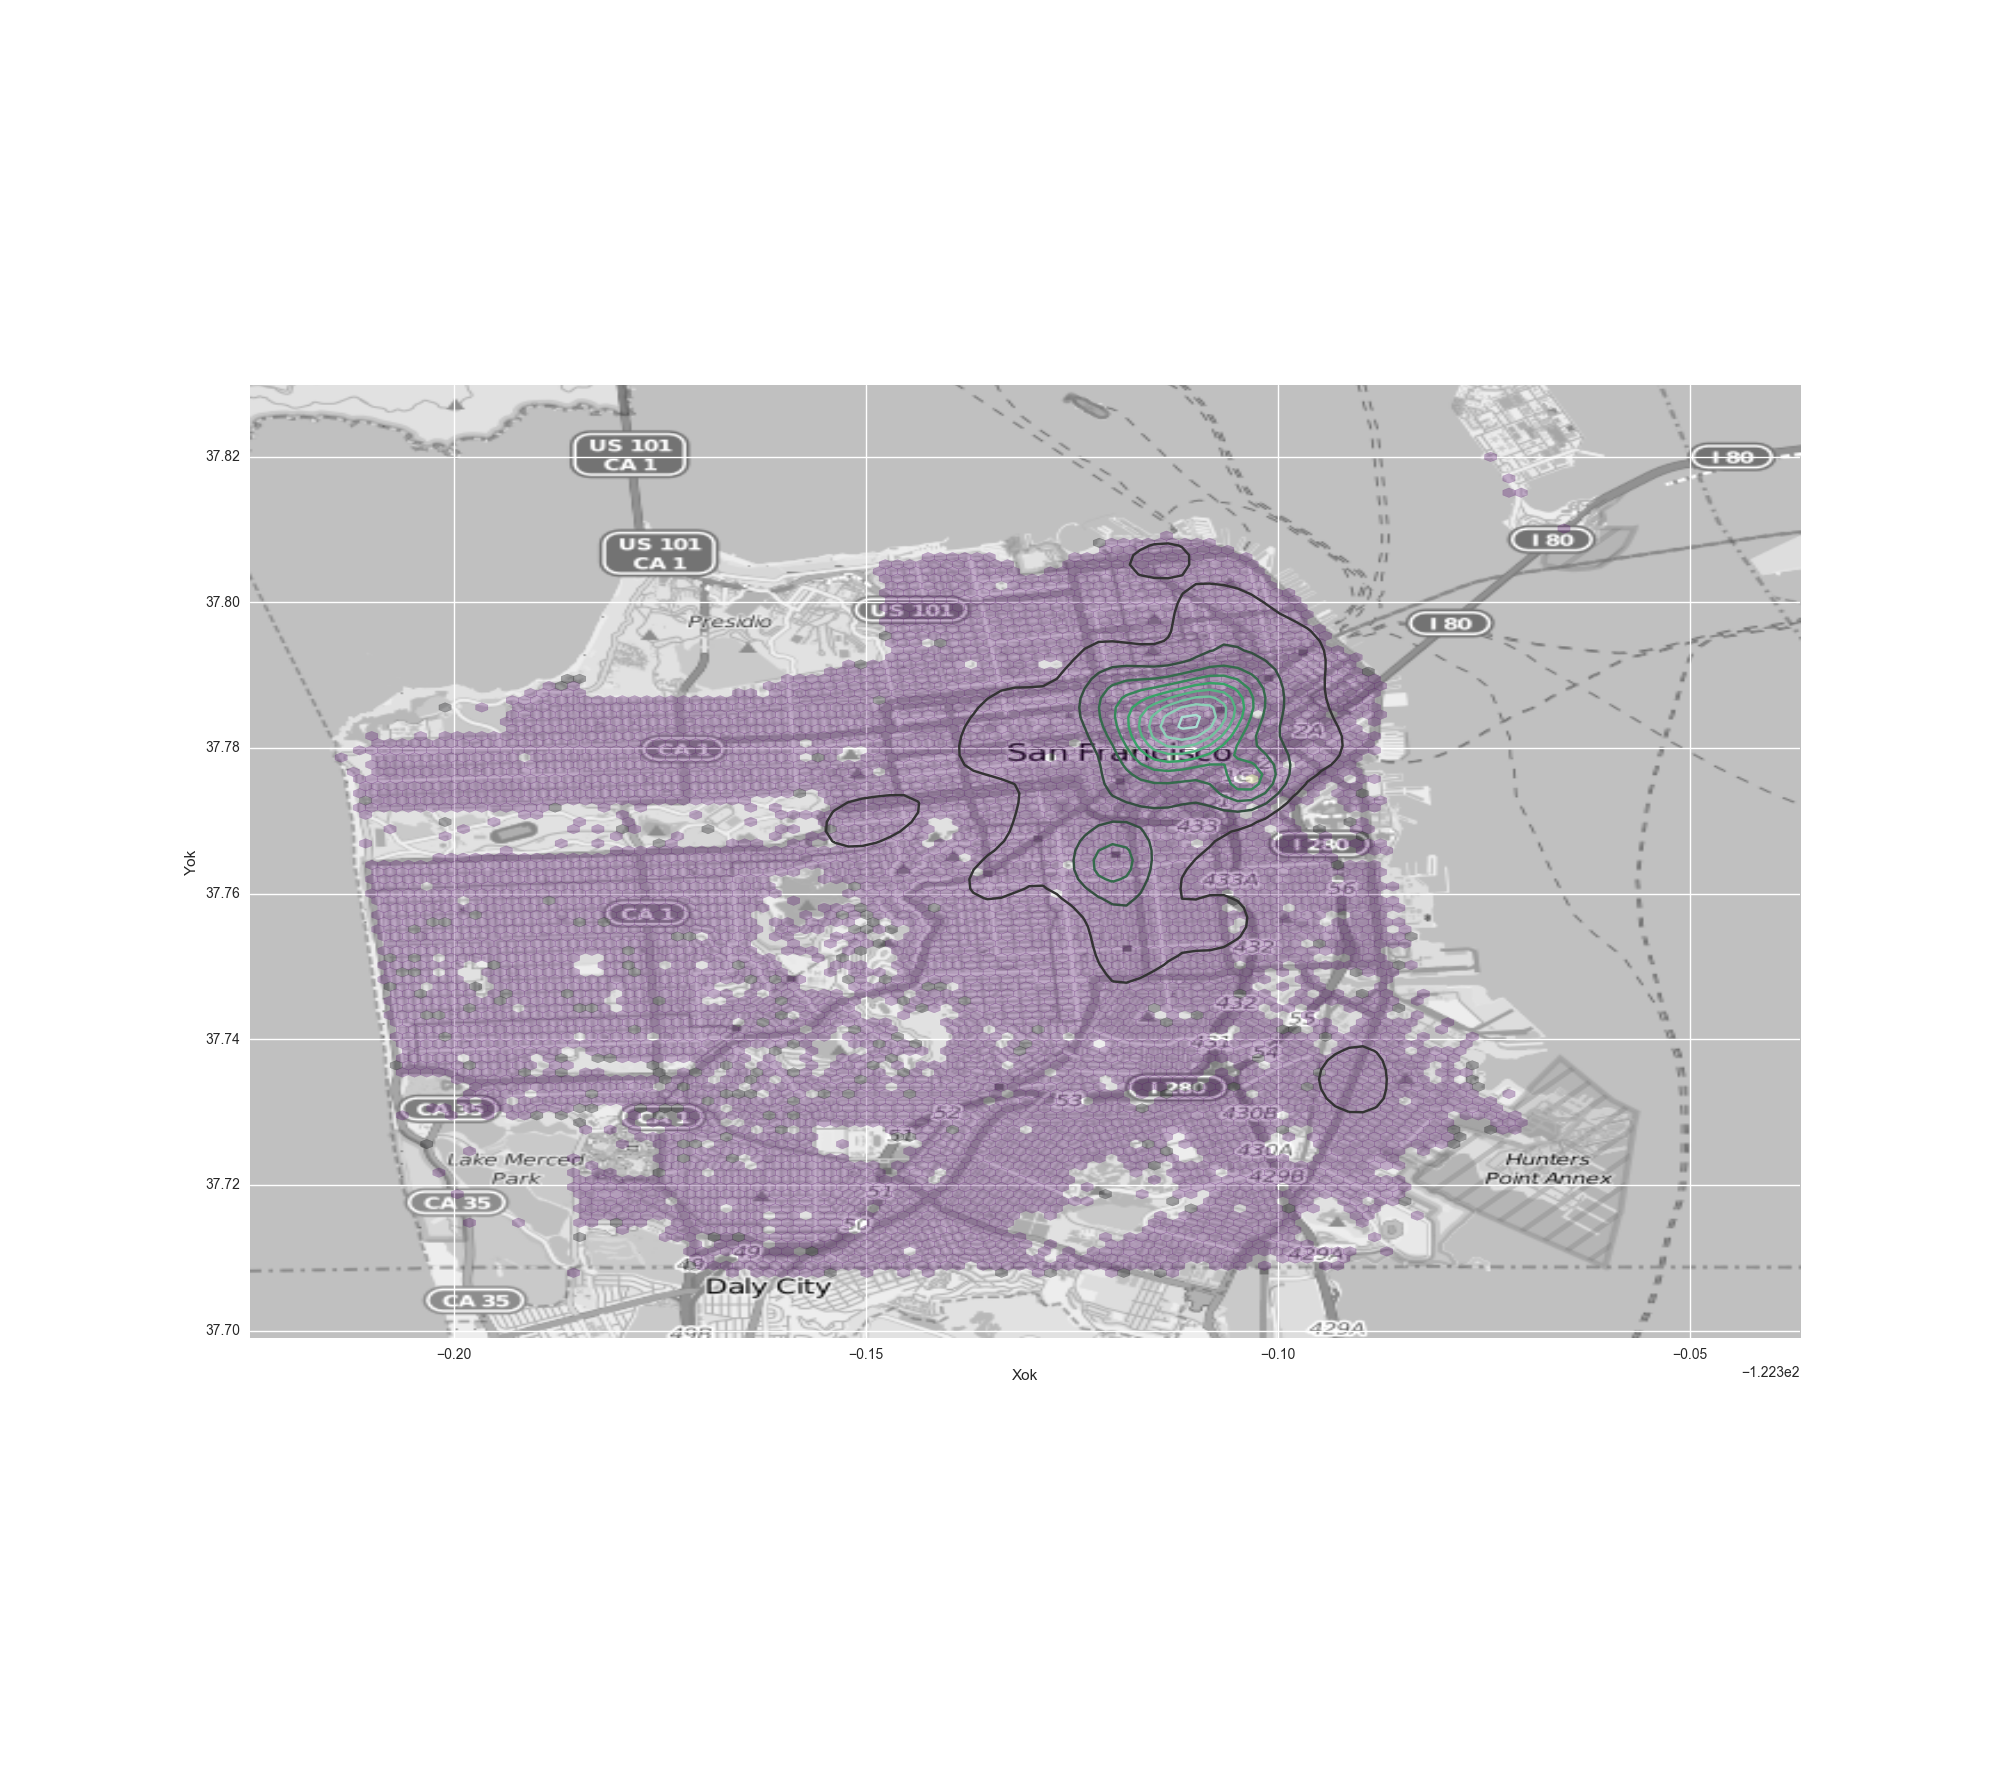 37.82
37.80
37.78
37.76
37.74
37.72
37.70
Yok
US 101
CA 1
US 101
CA 1
Presidio
US 101
I 80
I 80
I 80
CA 1
San Francisco
2A
433
I 280
433A
56
CA 1
432
432
55
431
54
I 280
CA 35
CA 1
52
53
430B
51
430A
Lake Merced
Park
429B
Hunters
Point Annex
CA 35
51
50
49
49
429A
Daly City
CA 35
49B
429A
−0.20
−0.15
−0.10
−0.05
−1.223e2
Xok